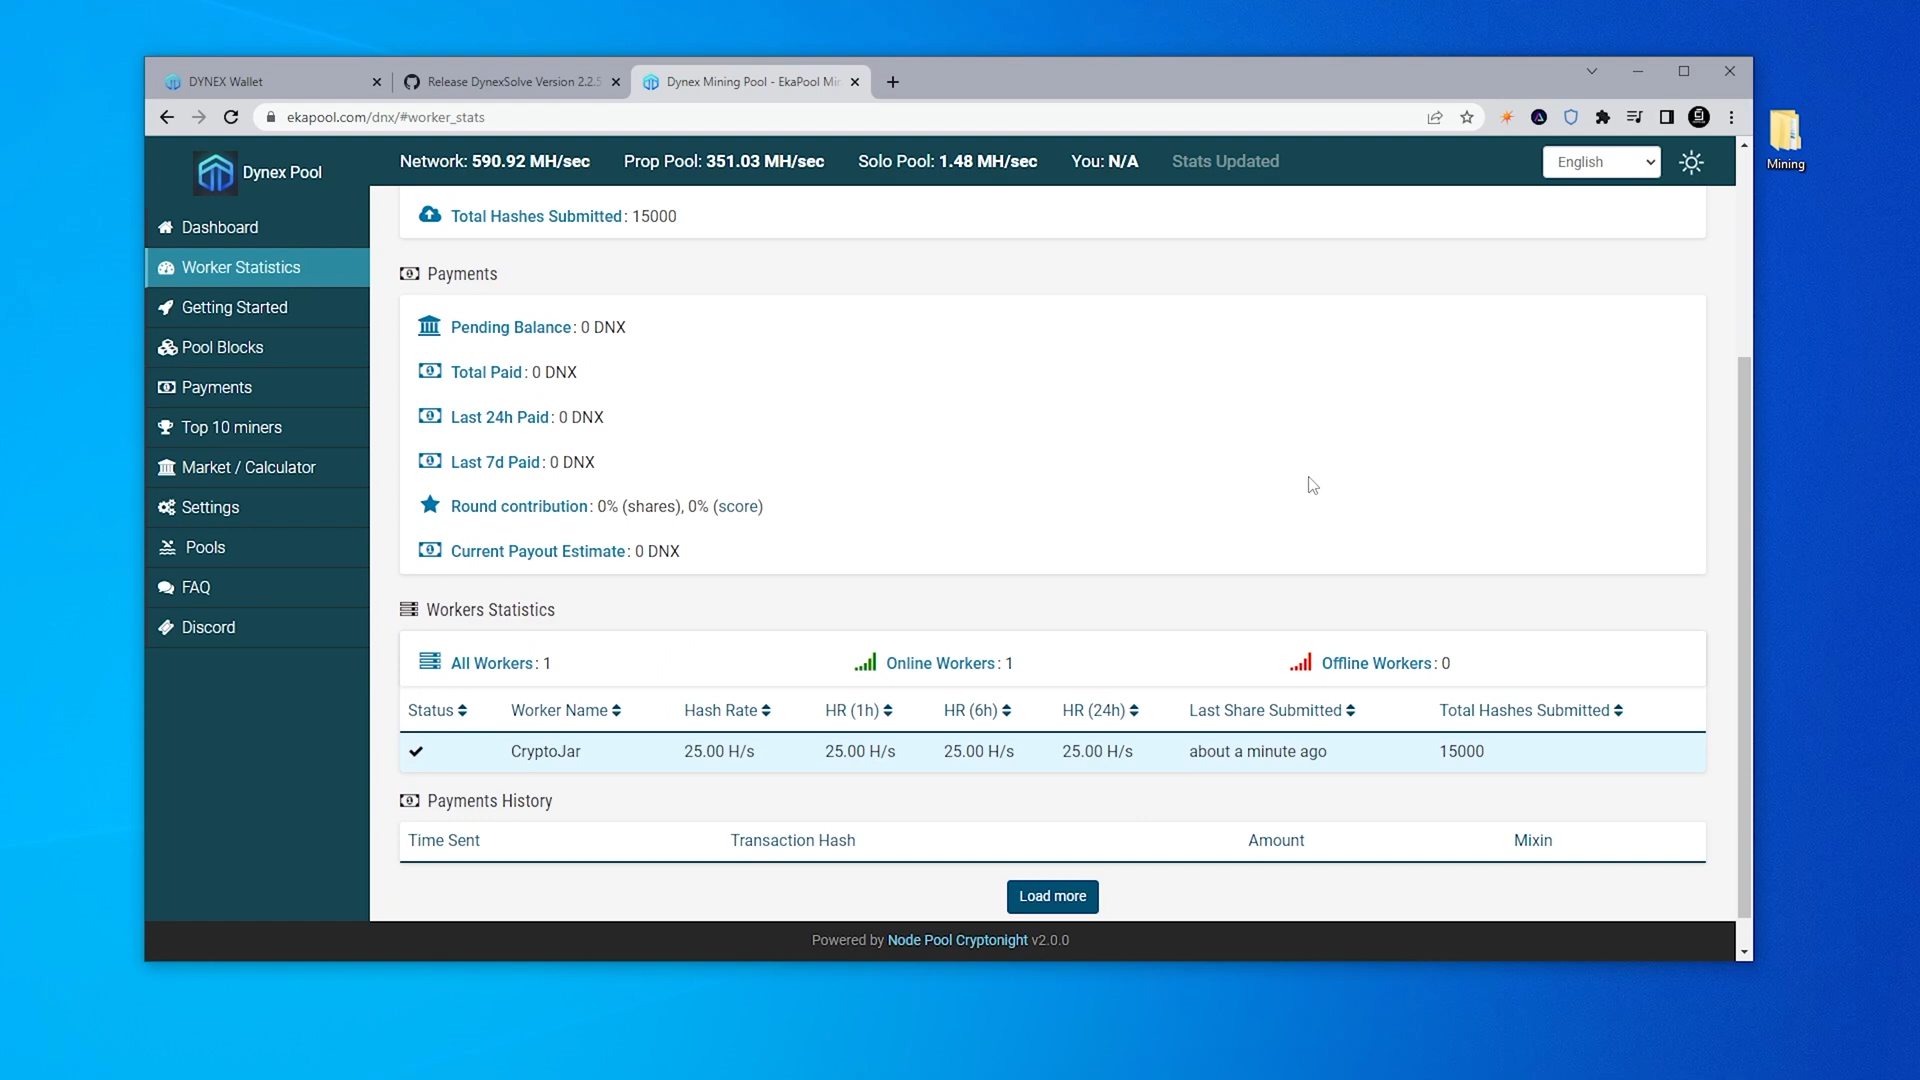 DYNEX Wallet
Release DynexSolve Version 2.2.5
Dynex Mining Pool - EkaPool Min
ekapool.com/dnx/#worker_stats
Mining
Dynex Pool
Network: 590.92 MH/sec
Prop Pool: 351.03 MH/sec
Solo Pool: 1.48 MH/sec
You: N/A
Stats Updated
English
Dashboard
Worker Statistics
Getting Started
Pool Blocks
Payments
Top 10 miners
Market / Calculator
Settings
Pools
FAQ
Discord
Total Hashes Submitted: 15000
Payments
Pending Balance: 0 DNX
Total Paid: 0 DNX
Last 24h Paid: 0 DNX
Last 7d Paid: 0 DNX
Round contribution: 0% (shares), 0% (score)
Current Payout Estimate: 0 DNX
Workers Statistics
All Workers: 1
Online Workers: 1
Offline Workers: 0
Status Worker Name Hash Rate HR (1h) HR (6h) HR (24h) Last Share Submitted Total Hashes Submitted
CryptoJar 25.00 H/s 25.00 H/s 25.00 H/s 25.00 H/s about a minute ago 15000
Payments History
Time Sent Transaction Hash Amount Mixin
Load more
Powered by Node Pool Cryptonight v2.0.0